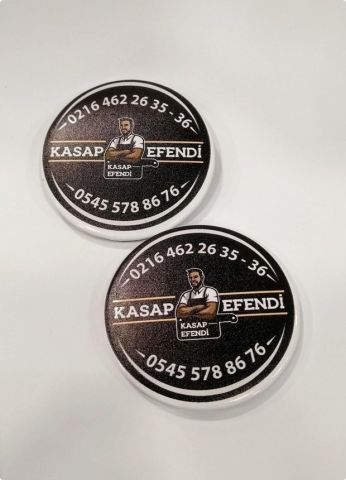 0216 462 26 35 - 36
KASAP EFENDİ
KASAP
EFENDİ
0545 578 86 76
0216 462 26 35 - 36
KASAP EFENDİ
KASAP
EFENDİ
0545 578 86 76